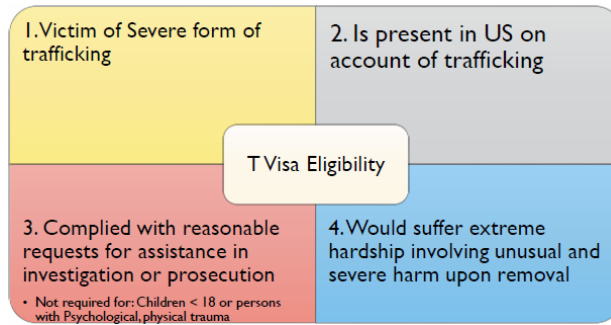 1. Victim of Severe form of
trafficking
2. Is present in US on
account of trafficking
T Visa Eligibility
3. Complied with reasonable
requests for assistance in
investigation or prosecution
• Not required for: Children < 18 or persons
with Psychological, physical trauma
4. Would suffer extreme
hardship involving unusual and
severe harm upon removal